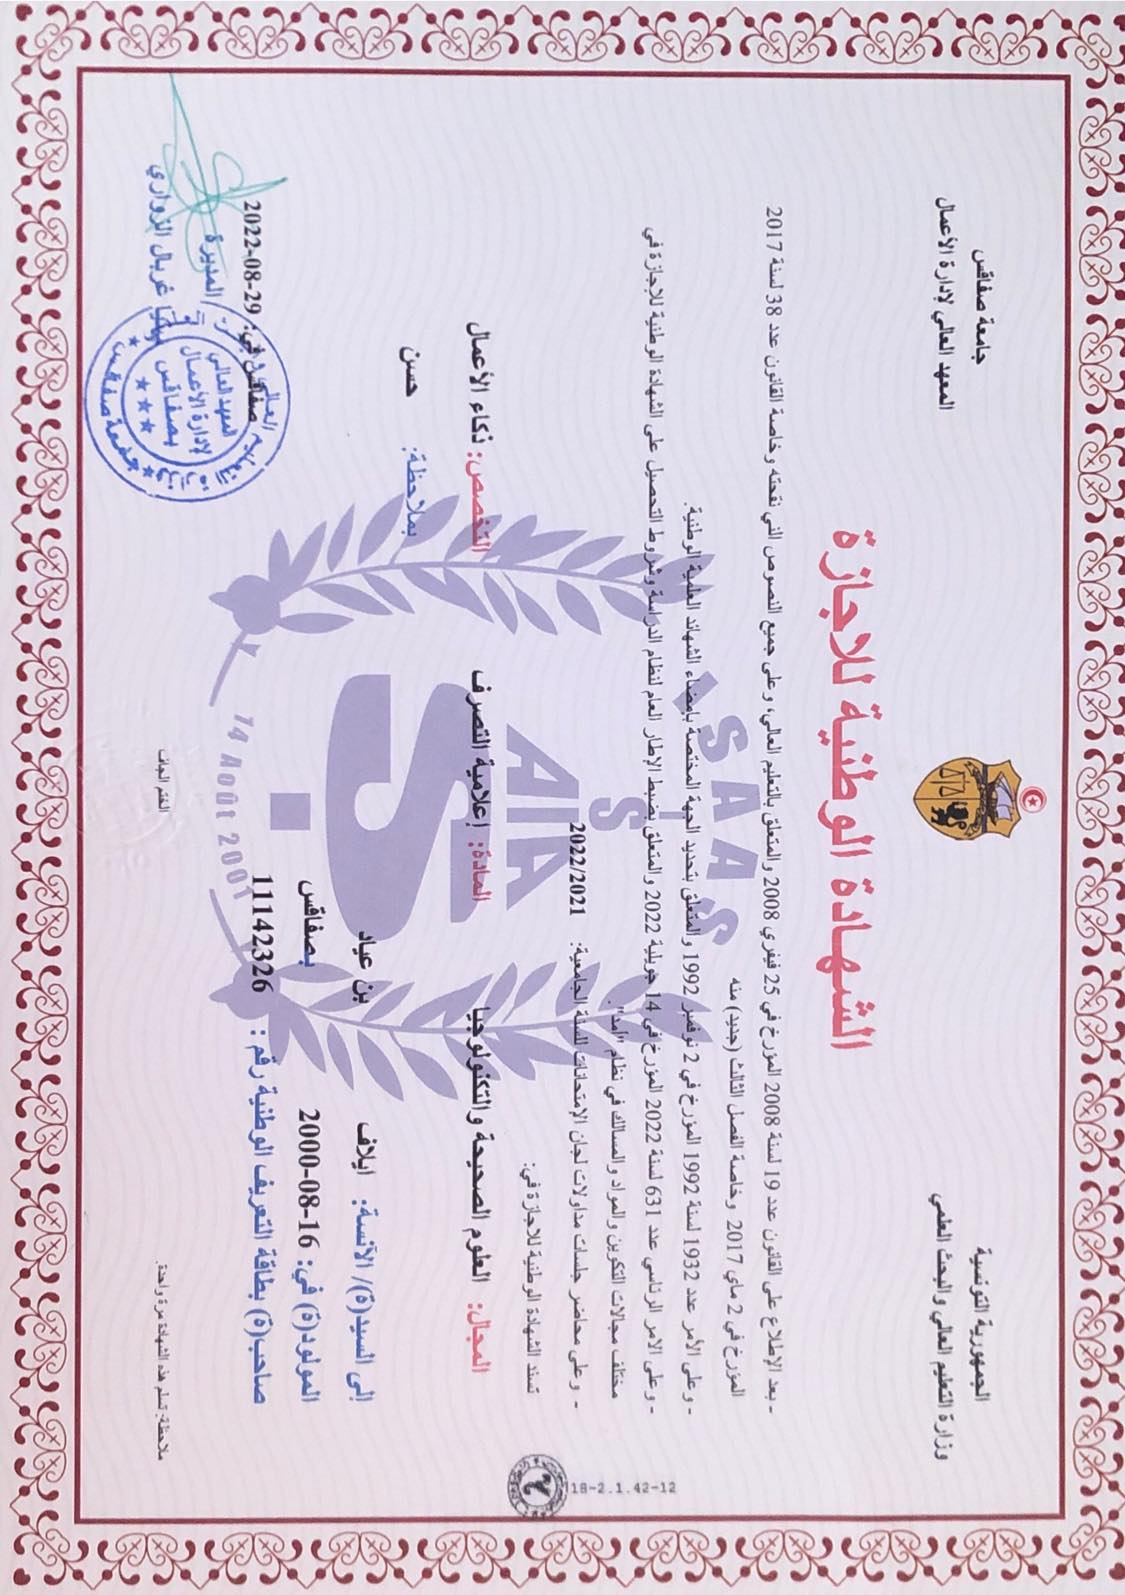 الجمهورية التونسية
وزارة التعليم العالي والبحث العلمي
جامعة صفاقس
المعهد العالي لإدارة الأعمال
الشهادة الوطنية للاجازة
- بعد الإطلاع على القانون عدد 19 لسنة 2008 المؤرخ في 25 فيفري 2008 والمتعلق بالتعليم العالي، وعلى جميع النصوص التي نقحته وخاصة القانون عدد 38 لسنة 2017
المؤرخ في 2 ماي 2017 وخاصة الفصل الثالث (جديد) منه
- وعلى الأمر عدد 1932 لسنة 1992 المؤرخ في 2 نوفمبر 1992 والمتعلق بتحديد الجهة المختصة بإمضاء الشهائد العلمية الوطنية.
- وعلى الامر الرئاسي عدد 631 لسنة 2022 المؤرخ في 14 جويلية 2022 والمتعلق بضبط الإطار العام لنظام الدراسة وشروط التحصيل على الشهادة الوطنية للإجازة في
مختلف مجالات التكوين والمواد والمسالك في نظام "أمد".
- وعلى محاضر جلسات مداولات لجان الإمتحانات للسنة الجامعية: 2022/2021
تسند الشهادة الوطنية للاجازة في:
المجال: العلوم الصحيحة والتكنولوجيا المادة: إعلامية التصرف التخصص: ذكاء الأعمال
بملاحظة: حسن
إلى السيد(ة)/ الآنسة: ايلاف بن عياد
المولود(ة) في: 16-08-2000 بصفاقس
صاحب(ة) بطاقة التعريف الوطنية رقم : 11142326
صفاقس في: 29-08-2022
المديرة
غربال الزواري
ملاحظة: تسلم هذه الشهادة مرة واحدة.
الختم الجاف
ISAAS
I
S
AIA
S
14 Août 2001
المعهد العالي
لإدارة الأعمال
بصفاقس
جامعة صفاقس
18-2.1.42-12